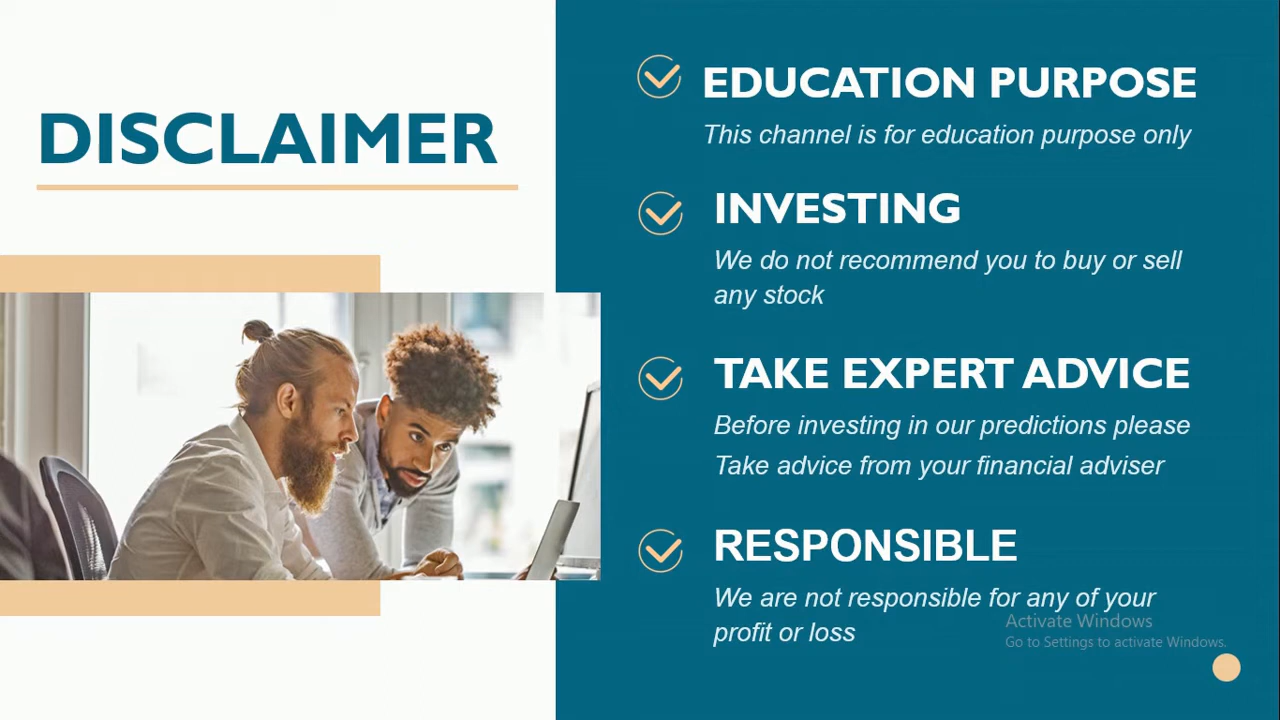 DISCLAIMER
EDUCATION PURPOSE
This channel is for education purpose only
INVESTING
We do not recommend you to buy or sell
any stock
TAKE EXPERT ADVICE
Before investing in our predictions please
Take advice from your financial adviser
RESPONSIBLE
We are not responsible for any of your
profit or loss
Activate Windows
Go to Settings to activate Windows.